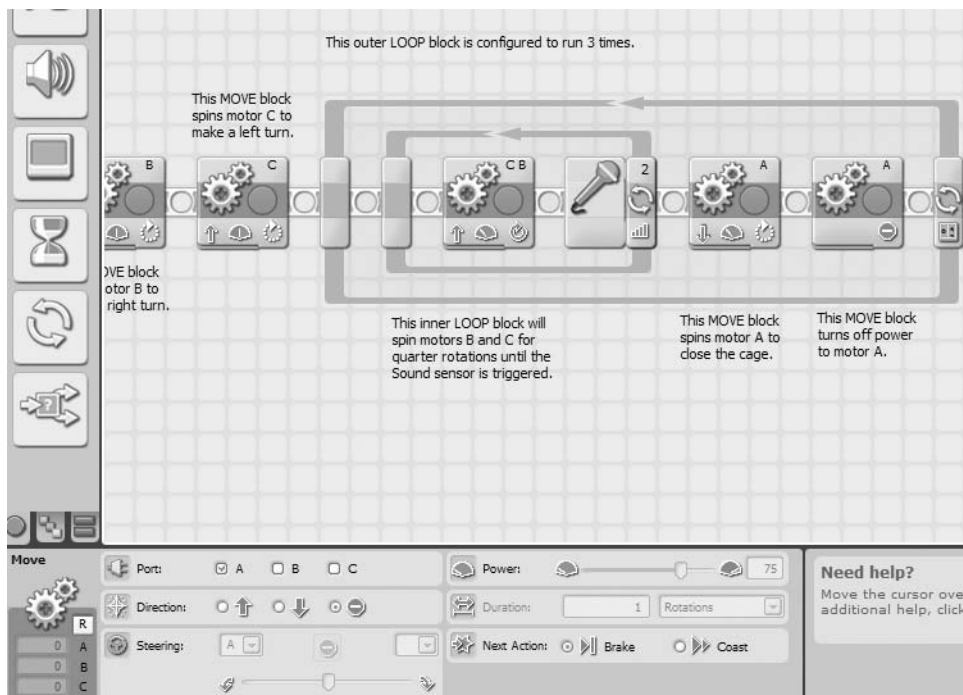 This outer LOOP block is configured to run 3 times.
This MOVE block
spins motor C to
make a left turn.
B
C
C B
2
A
A
OVE block
otor B to
right turn.
This inner LOOP block will
spin motors B and C for
quarter rotations until the
Sound sensor is triggered.
This MOVE block
spins motor A to
close the cage.
This MOVE block
turns off power
to motor A.
?
Move
R
0 A
0 B
0 C
Port: A B C
Direction:
Steering: A
Power: 75
Duration: 1 Rotations
Next Action: Brake Coast
Need help?
Move the cursor ove
additional help, click